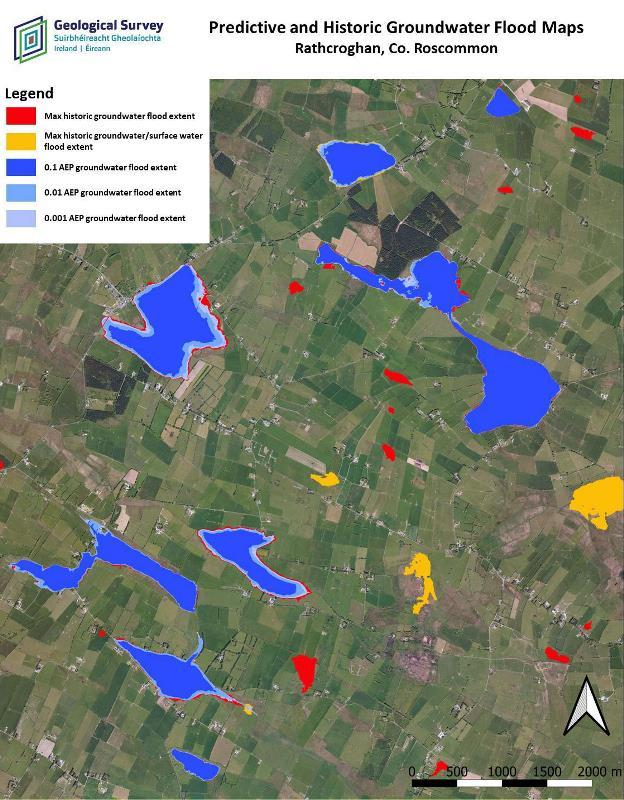 Geological Survey
Suirbhéireacht Gheolaíochta
Ireland | Éireann
Predictive and Historic Groundwater Flood Maps
Rathcroghan, Co. Roscommon
Legend
Max historic groundwater flood extent
Max historic groundwater/surface water
flood extent
0.1 AEP groundwater flood extent
0.01 AEP groundwater flood extent
0.001 AEP groundwater flood extent
0 500 1000 1500 2000 m